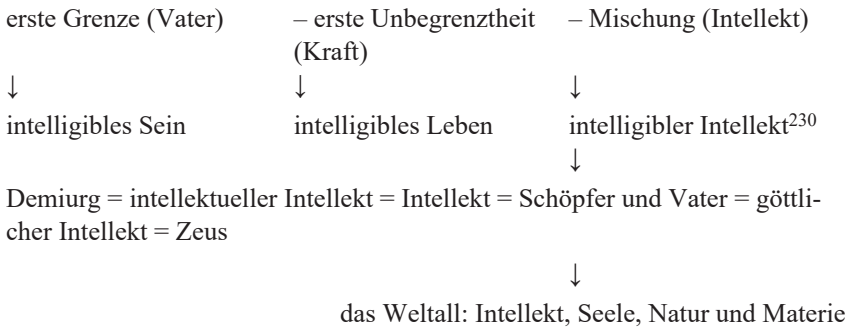 erste Grenze (Vater) – erste Unbegrenztheit – Mischung (Intellekt)
(Kraft)
↓ ↓ ↓
intelligibles Sein intelligibles Leben intelligibler Intellekt230
↓
Demiurg = intellektueller Intellekt = Intellekt = Schöpfer und Vater = göttli-
cher Intellekt = Zeus
↓
das Weltall: Intellekt, Seele, Natur und Materie